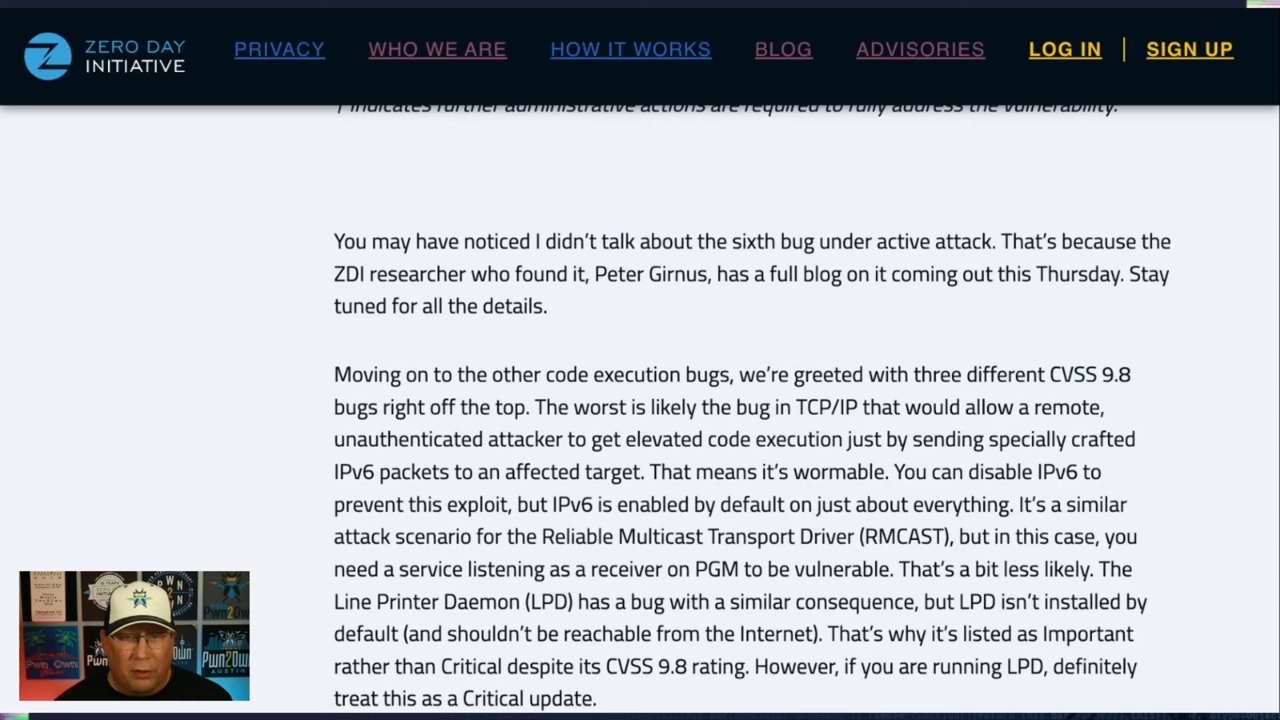 ZERO DAY
INITIATIVE
PRIVACY
WHO WE ARE
HOW IT WORKS
BLOG
ADVISORIES
LOG IN
SIGN UP
indicates further administrative actions are required to fully address the vulnerability.
You may have noticed I didn’t talk about the sixth bug under active attack. That’s because the
ZDI researcher who found it, Peter Girnus, has a full blog on it coming out this Thursday. Stay
tuned for all the details.
Moving on to the other code execution bugs, we’re greeted with three different CVSS 9.8
bugs right off the top. The worst is likely the bug in TCP/IP that would allow a remote,
unauthenticated attacker to get elevated code execution just by sending specially crafted
IPv6 packets to an affected target. That means it’s wormable. You can disable IPv6 to
prevent this exploit, but IPv6 is enabled by default on just about everything. It’s a similar
attack scenario for the Reliable Multicast Transport Driver (RMCAST), but in this case, you
need a service listening as a receiver on PGM to be vulnerable. That’s a bit less likely. The
Line Printer Daemon (LPD) has a bug with a similar consequence, but LPD isn’t installed by
default (and shouldn’t be reachable from the Internet). That’s why it’s listed as Important
rather than Critical despite its CVSS 9.8 rating. However, if you are running LPD, definitely
treat this as a Critical update.
Pwn Own
Pwn2Own
AUSTIN